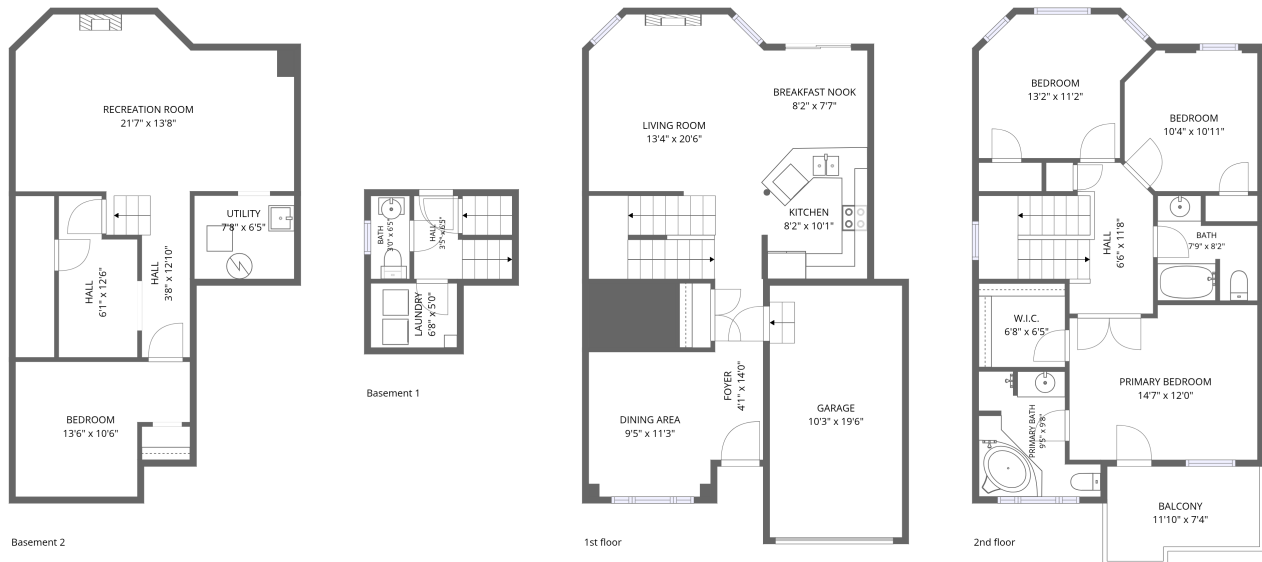 RECREATION ROOM
21'7" x 13'8"
UTILITY
7'8" x 6'5"
HALL
3'8" x 12'10"
HALL
6'1" x 12'6"
BEDROOM
13'6" x 10'6"
Basement 2
BATH
3'0" x 6'5"
HALL
3'5" x 6'5"
LAUNDRY
6'8" x 5'0"
Basement 1
LIVING ROOM
13'4" x 20'6"
BREAKFAST NOOK
8'2" x 7'7"
KITCHEN
8'2" x 10'1"
FOYER
4'1" x 14'0"
DINING AREA
9'5" x 11'3"
GARAGE
10'3" x 19'6"
1st floor
BEDROOM
13'2" x 11'2"
BEDROOM
10'4" x 10'11"
HALL
6'6" x 11'8"
BATH
7'9" x 8'2"
W.I.C.
6'8" x 6'5"
PRIMARY BEDROOM
14'7" x 12'0"
PRIMARY BATH
9'5" x 9'8"
BALCONY
11'10" x 7'4"
2nd floor